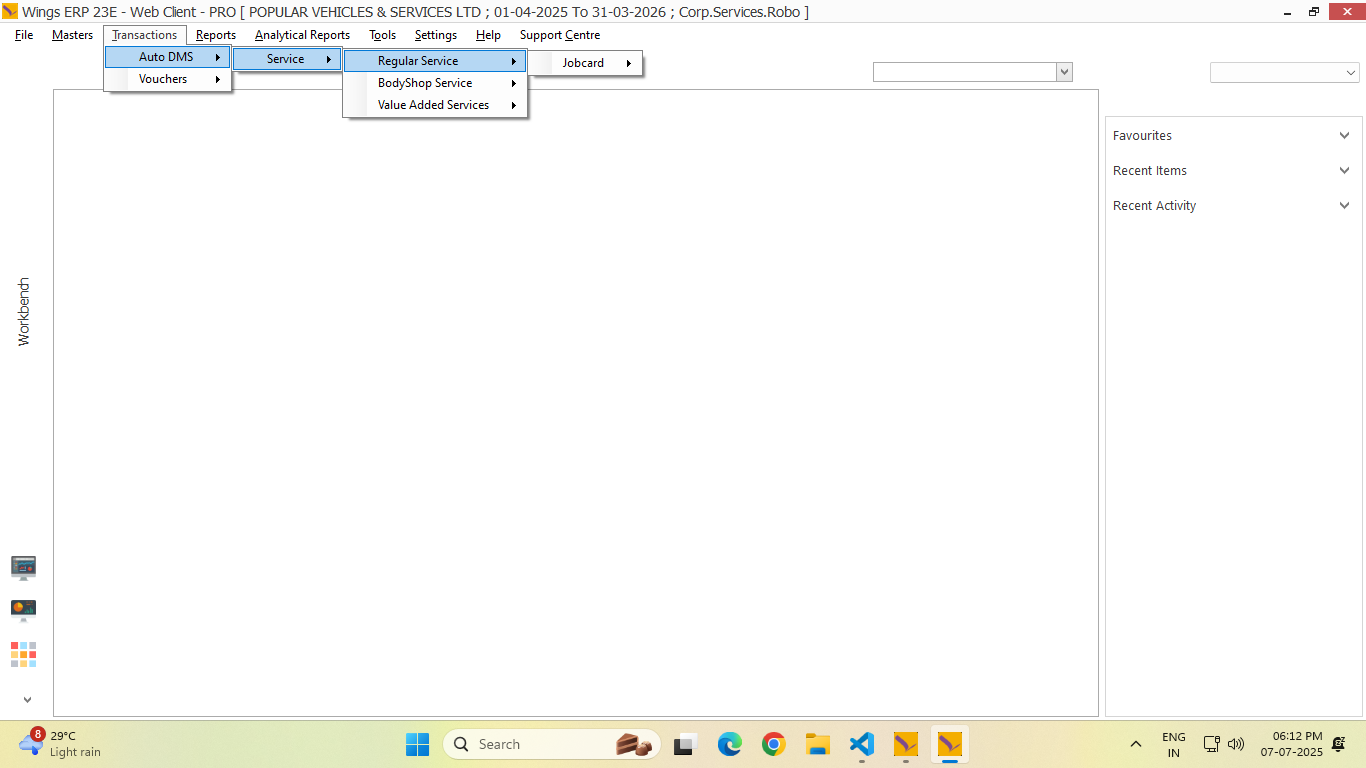 Wings ERP 23E - Web Client - PRO [ POPULAR VEHICLES & SERVICES LTD ; 01-04-2025 To 31-03-2026 ; Corp.Services.Robo ]
File Masters Transactions Reports Analytical Reports Tools Settings Help Support Centre
Auto DMS
Vouchers
Service
Regular Service
BodyShop Service
Value Added Services
Jobcard
Favourites
Recent Items
Recent Activity
Workbench
8
29°C
Light rain
Search
ENG
IN
06:12 PM
07-07-2025